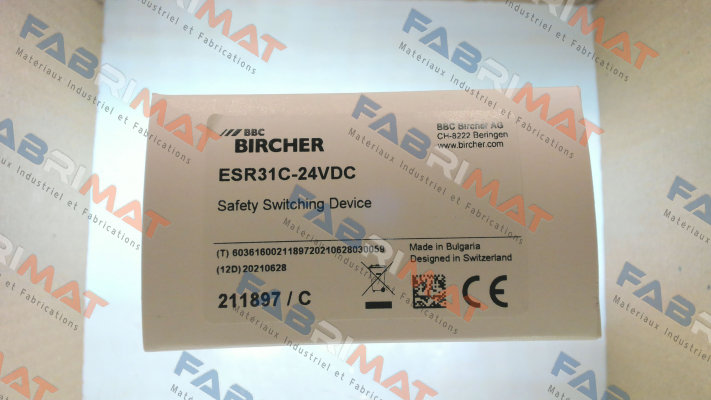 BBC
BIRCHER
BBC Bircher AG
CH-8222 Beringen
www.bircher.com
ESR31C-24VDC
Safety Switching Device
(T) 6036160021189720210628030059
(12D) 20210628
Made in Bulgaria
Designed in Switzerland
211897 / C
CE
FABRIMAT
Matériaux Industriel et Fabrications